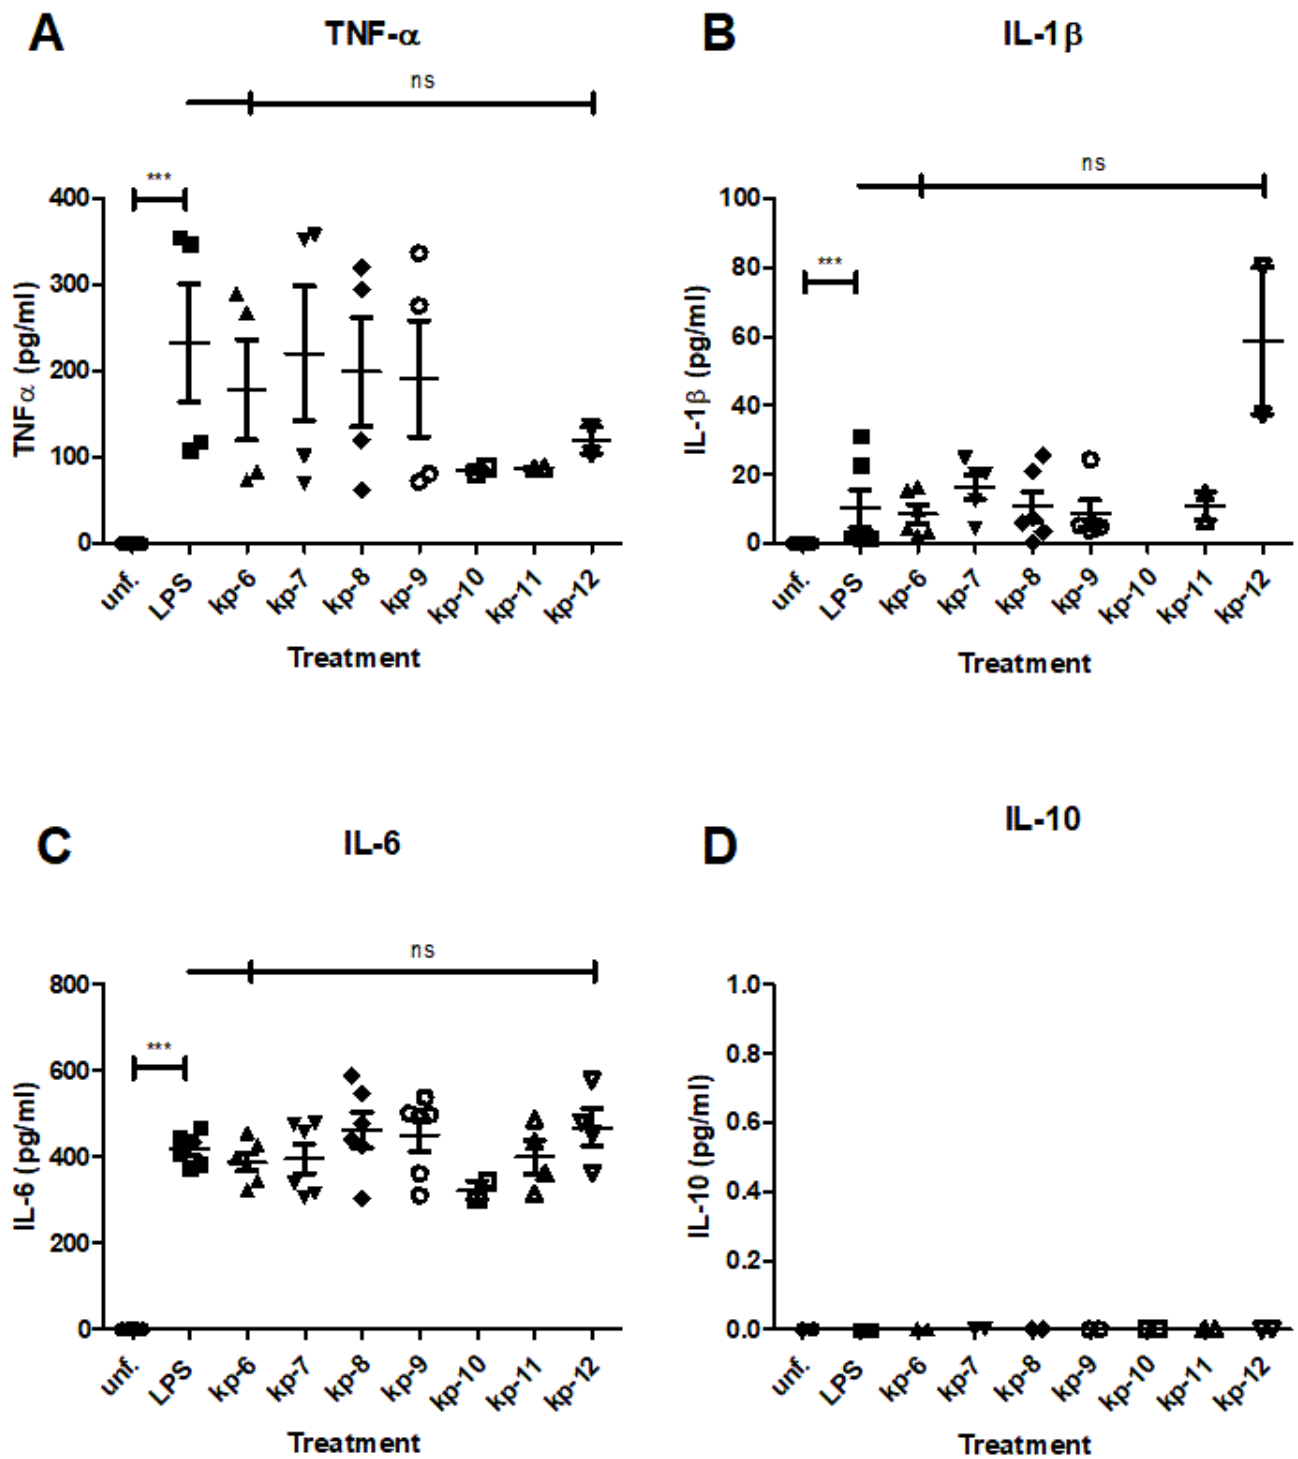 A
TNF-α
ns
***
400
300
200
100
0
TNFα (pg/ml)
unf.
LPS
kp-6
kp-7
kp-8
kp-9
kp-10
kp-11
kp-12
Treatment
B
IL-1β
ns
***
100
80
60
40
20
0
IL-1β (pg/ml)
unf.
LPS
kp-6
kp-7
kp-8
kp-9
kp-10
kp-11
kp-12
Treatment
C
IL-6
ns
***
800
600
400
200
0
IL-6 (pg/ml)
unf.
LPS
kp-6
kp-7
kp-8
kp-9
kp-10
kp-11
kp-12
Treatment
D
IL-10
1.0
0.8
0.6
0.4
0.2
0.0
IL-10 (pg/ml)
unf.
LPS
kp-6
kp-7
kp-8
kp-9
kp-10
kp-11
kp-12
Treatment